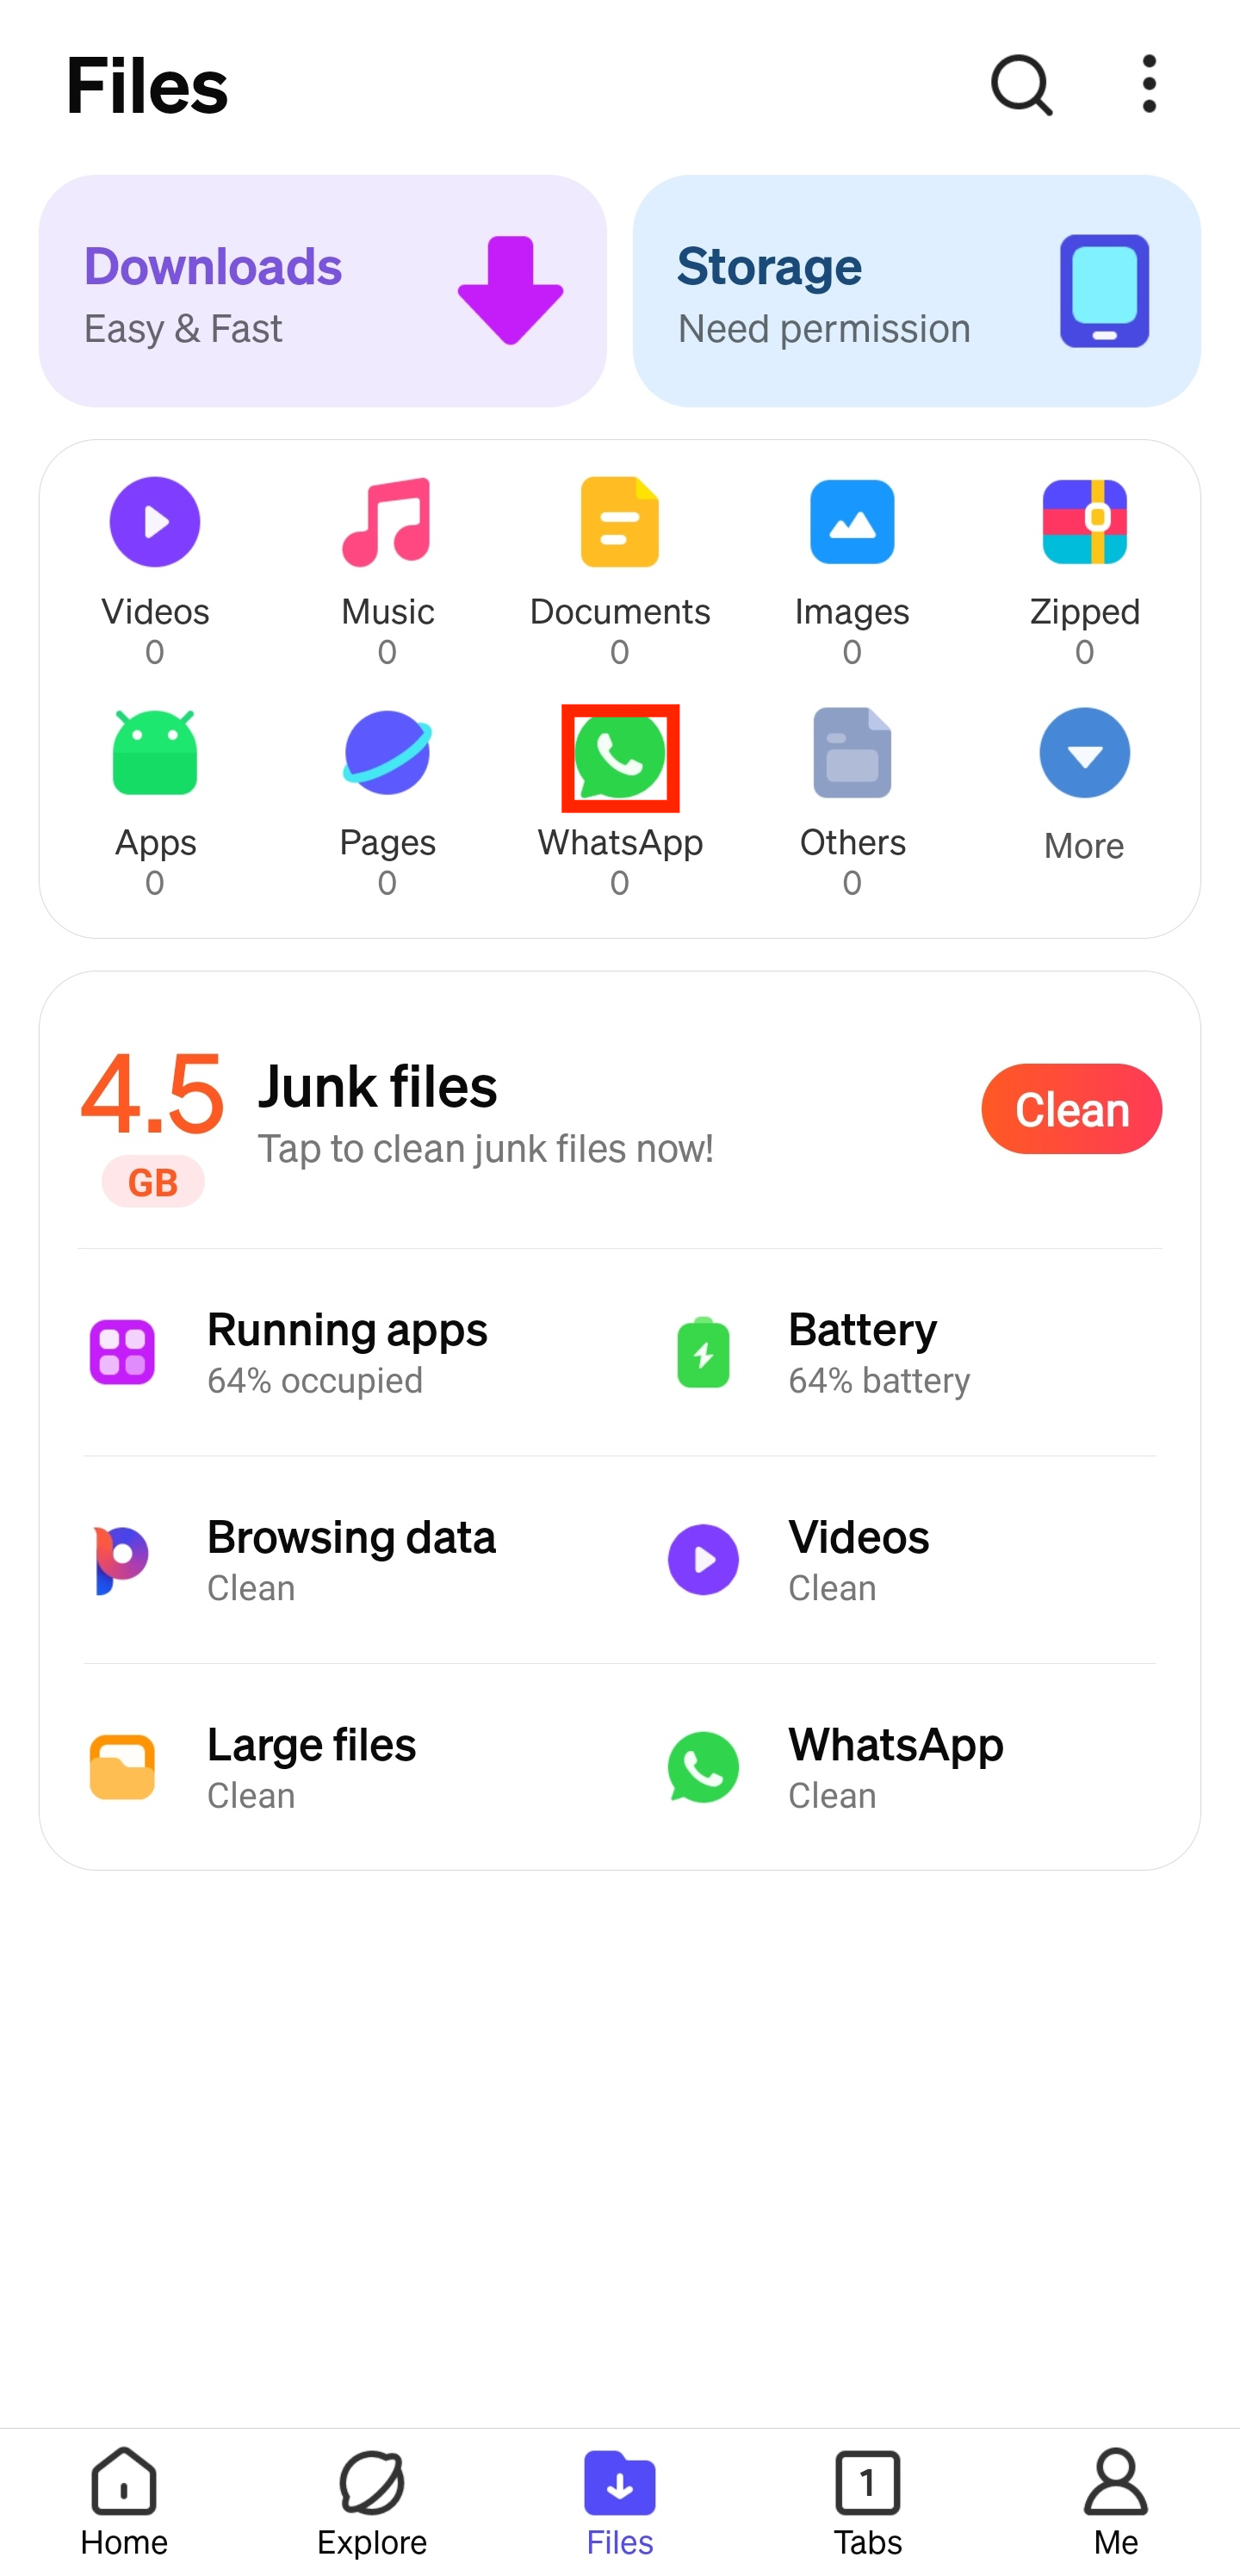 Files
Downloads
Easy & Fast
Storage
Need permission
Videos
0
Music
0
Documents
0
Images
0
Zipped
0
Apps
0
Pages
0
WhatsApp
0
Others
0
More
4.5
GB
Junk files
Tap to clean junk files now!
Clean
Running apps
64% occupied
Battery
64% battery
Browsing data
Clean
Videos
Clean
Large files
Clean
WhatsApp
Clean
Home
Explore
Files
1
Tabs
Me